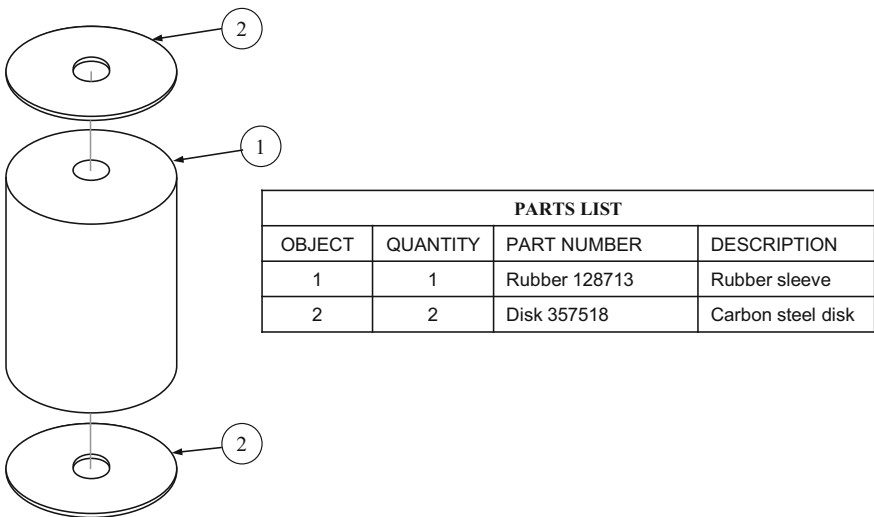 2
1
PARTS LIST
OBJECT QUANTITY PART NUMBER DESCRIPTION
1 1 Rubber 128713 Rubber sleeve
2 2 Disk 357518 Carbon steel disk
2